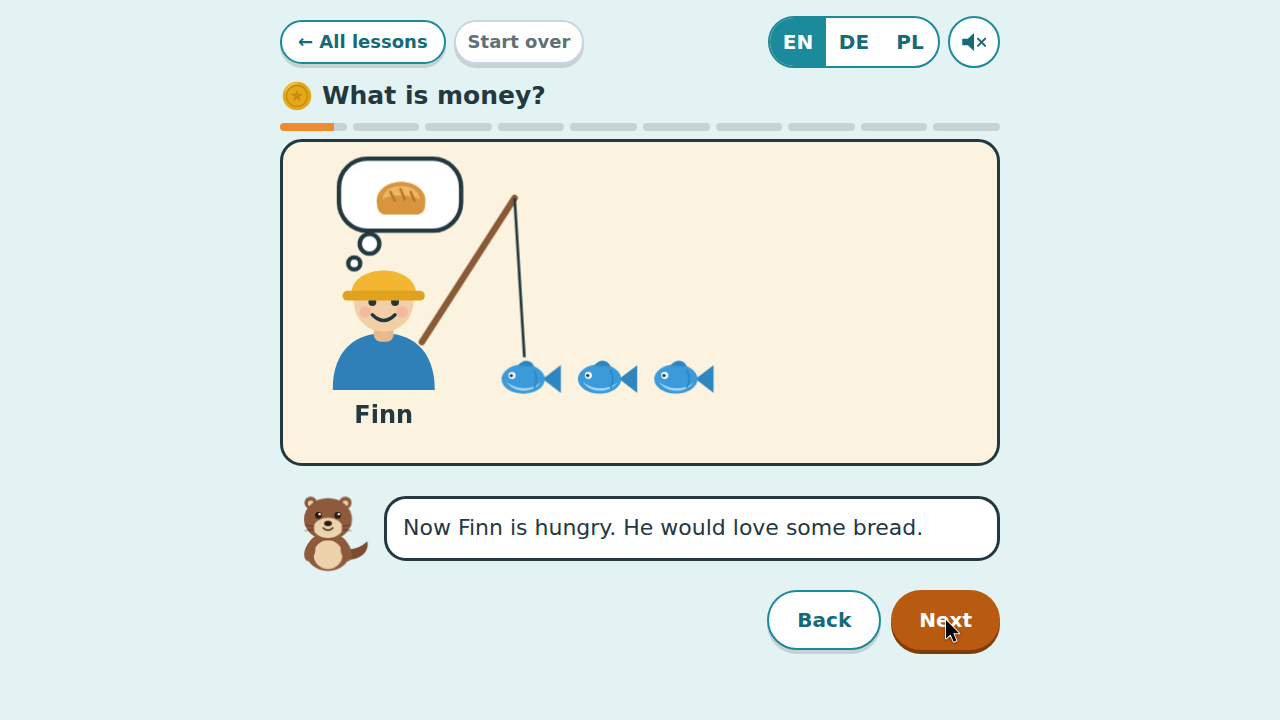 ← All lessons
Start over
EN
DE
PL
What is money?
Finn
Now Finn is hungry. He would love some bread.
Back
Next